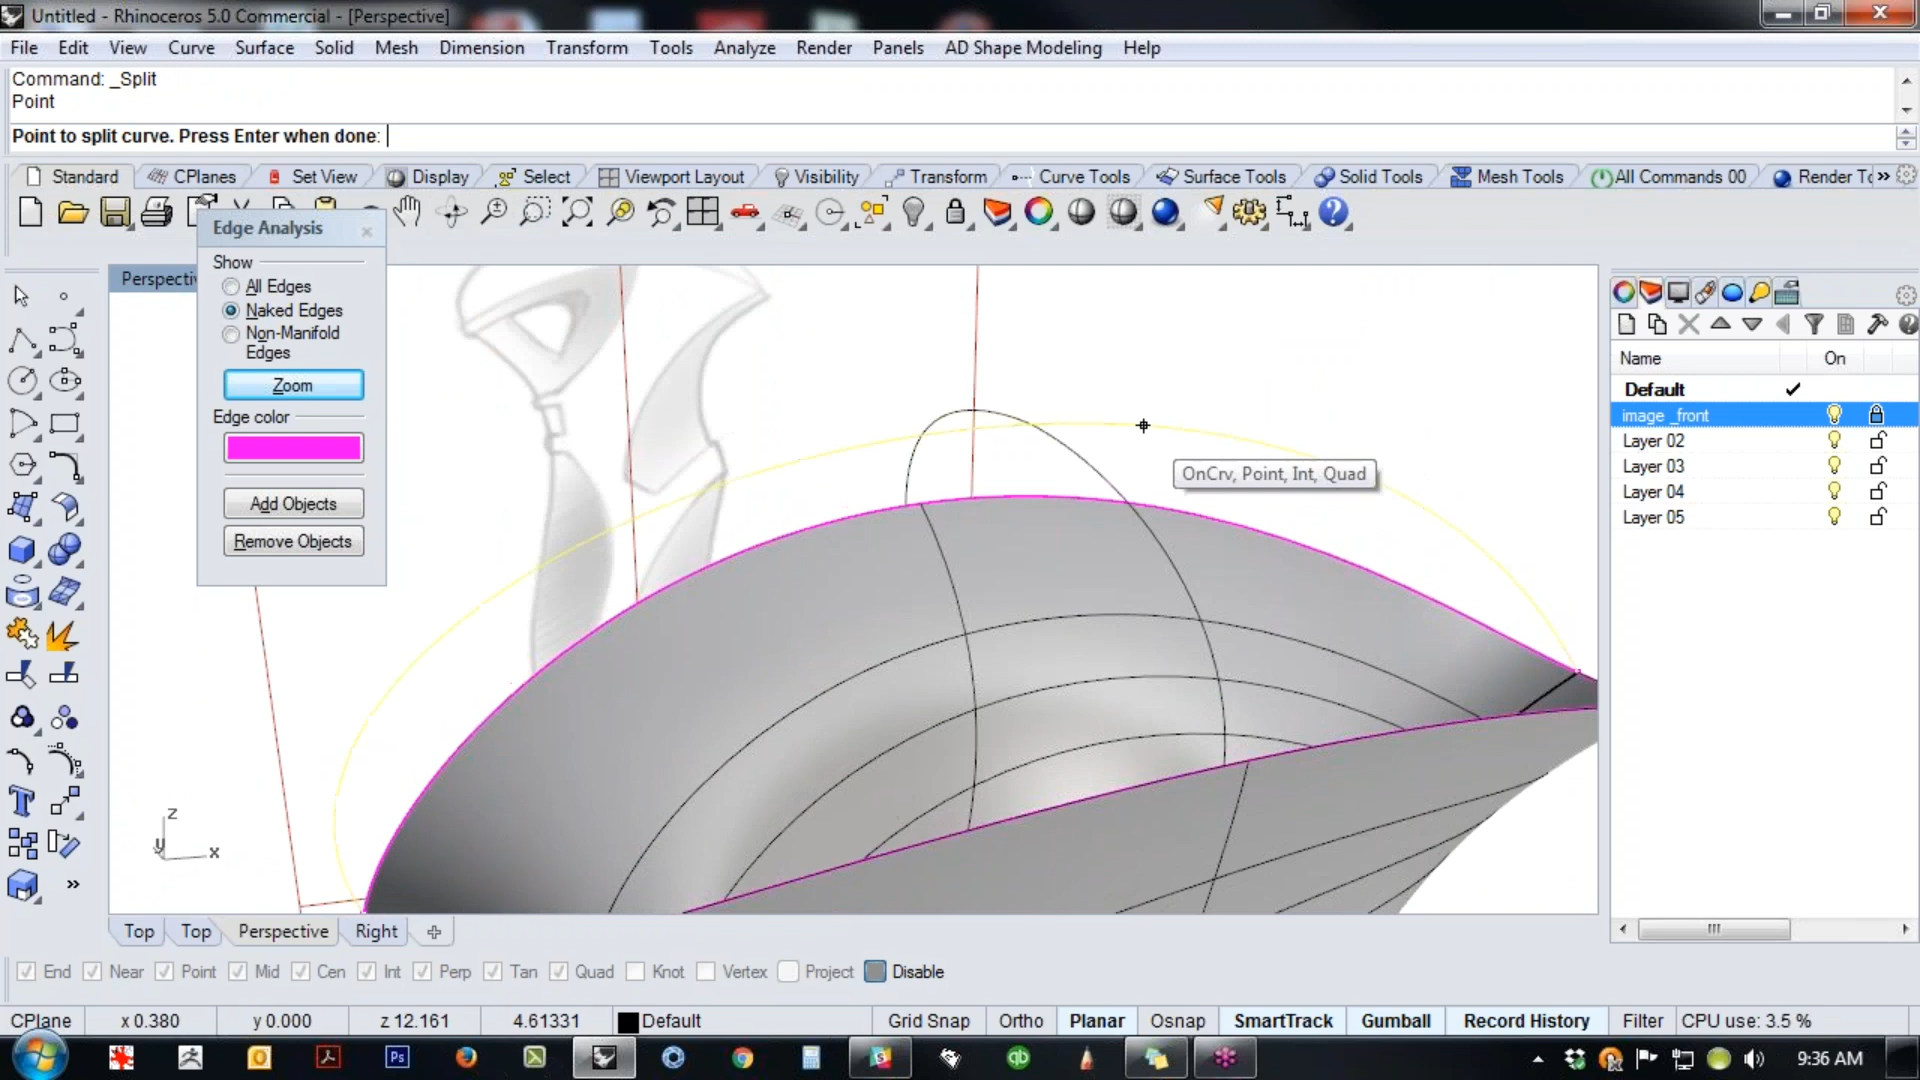 Untitled - Rhinoceros 5.0 Commercial - [Perspective]
File Edit View Curve Surface Solid Mesh Dimension Transform Tools Analyze Render Panels AD Shape Modeling Help
Command: _Split
Point
Point to split curve. Press Enter when done:
Standard CPlanes Set View Display Select Viewport Layout Visibility Transform Curve Tools Surface Tools Solid Tools Mesh Tools All Commands 00 Render To »
Edge Analysis
Show
All Edges
Naked Edges
Non-Manifold
Edges
Zoom
Edge color
Add Objects
Remove Objects
Perspecti
OnCrv, Point, Int, Quad
Name On
Default
image _front
Layer 02
Layer 03
Layer 04
Layer 05
z
y x
Top Top Perspective Right
End Near Point Mid Cen Int Perp Tan Quad Knot Vertex Project Disable
CPlane x 0.380 y 0.000 z 12.161 4.61331 Default Grid Snap Ortho Planar Osnap SmartTrack Gumball Record History Filter CPU use: 3.5 %
Ps qb 9:36 AM